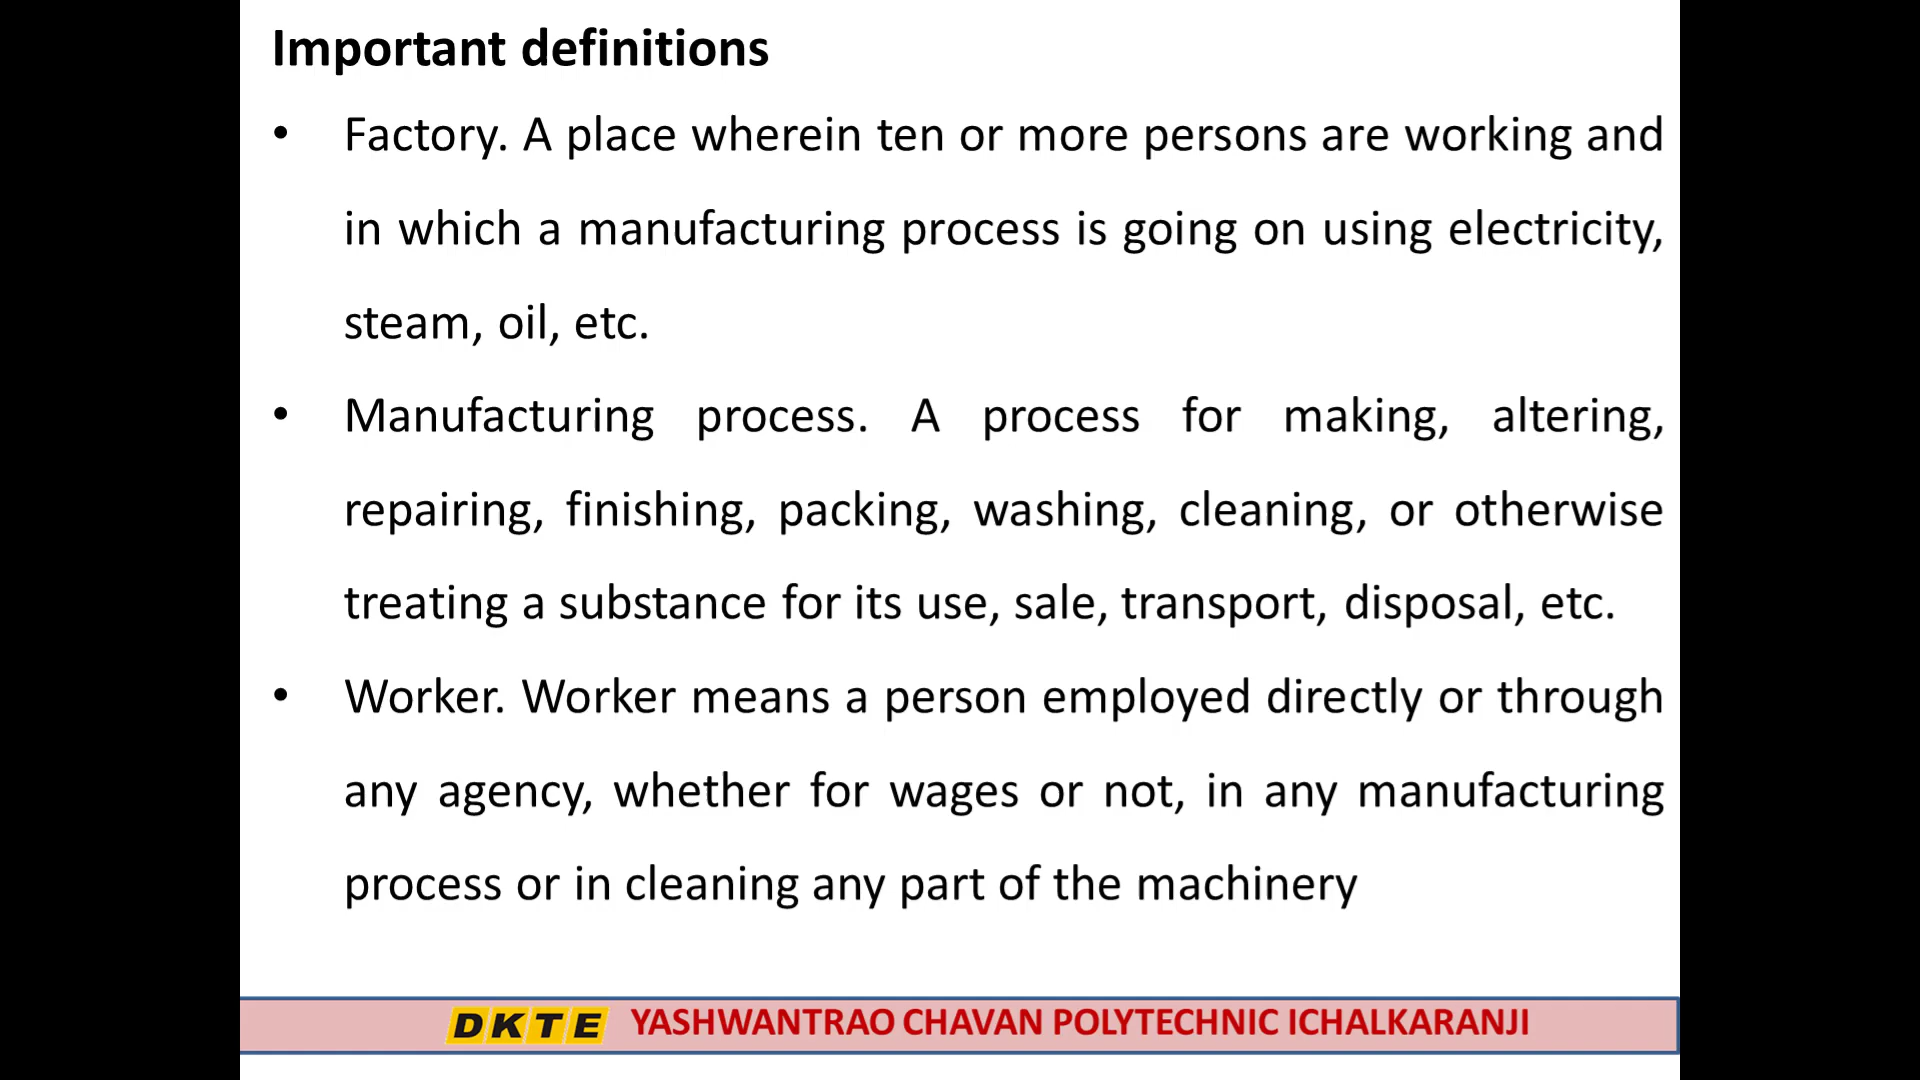 Important definitions
• Factory. A place wherein ten or more persons are working and
in which a manufacturing process is going on using electricity,
steam, oil, etc.
• Manufacturing process. A process for making, altering,
repairing, finishing, packing, washing, cleaning, or otherwise
treating a substance for its use, sale, transport, disposal, etc.
• Worker. Worker means a person employed directly or through
any agency, whether for wages or not, in any manufacturing
process or in cleaning any part of the machinery
DKTE YASHWANTRAO CHAVAN POLYTECHNIC ICHALKARANJI